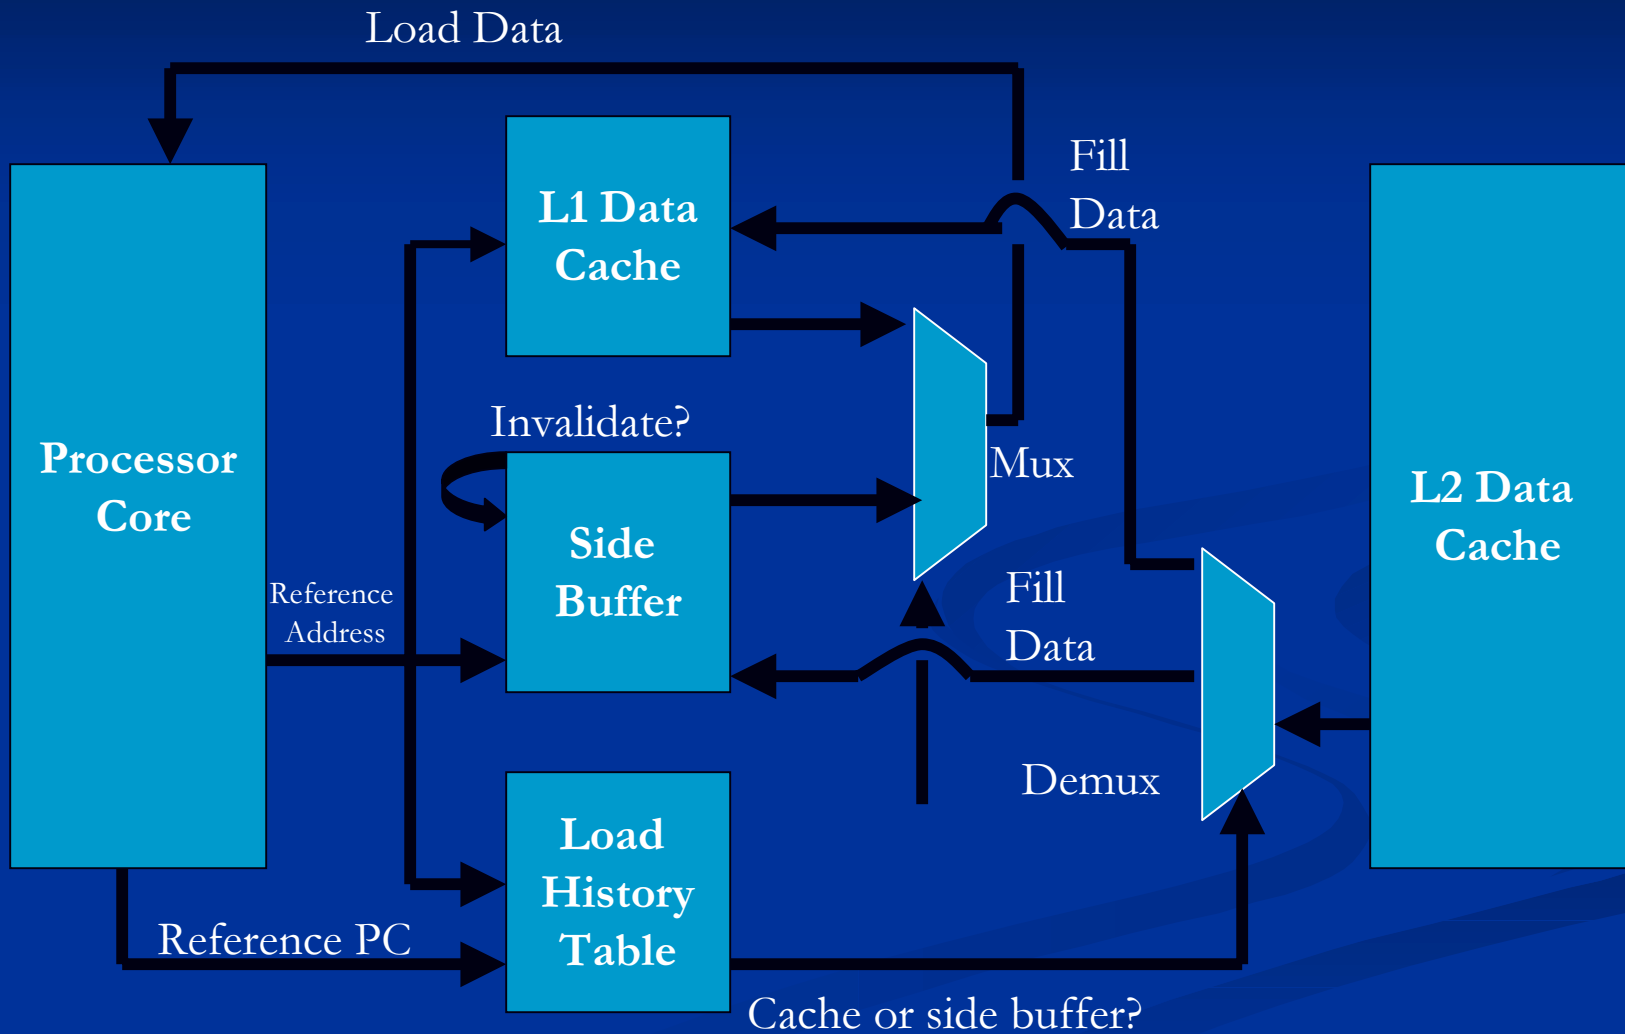 Load Data
Fill
Data
L1 Data
Cache
Invalidate?
Processor
Core
Mux
L2 Data
Cache
Side
Buffer
Reference
Address
Fill
Data
Demux
Load
History
Table
Reference PC
Cache or side buffer?